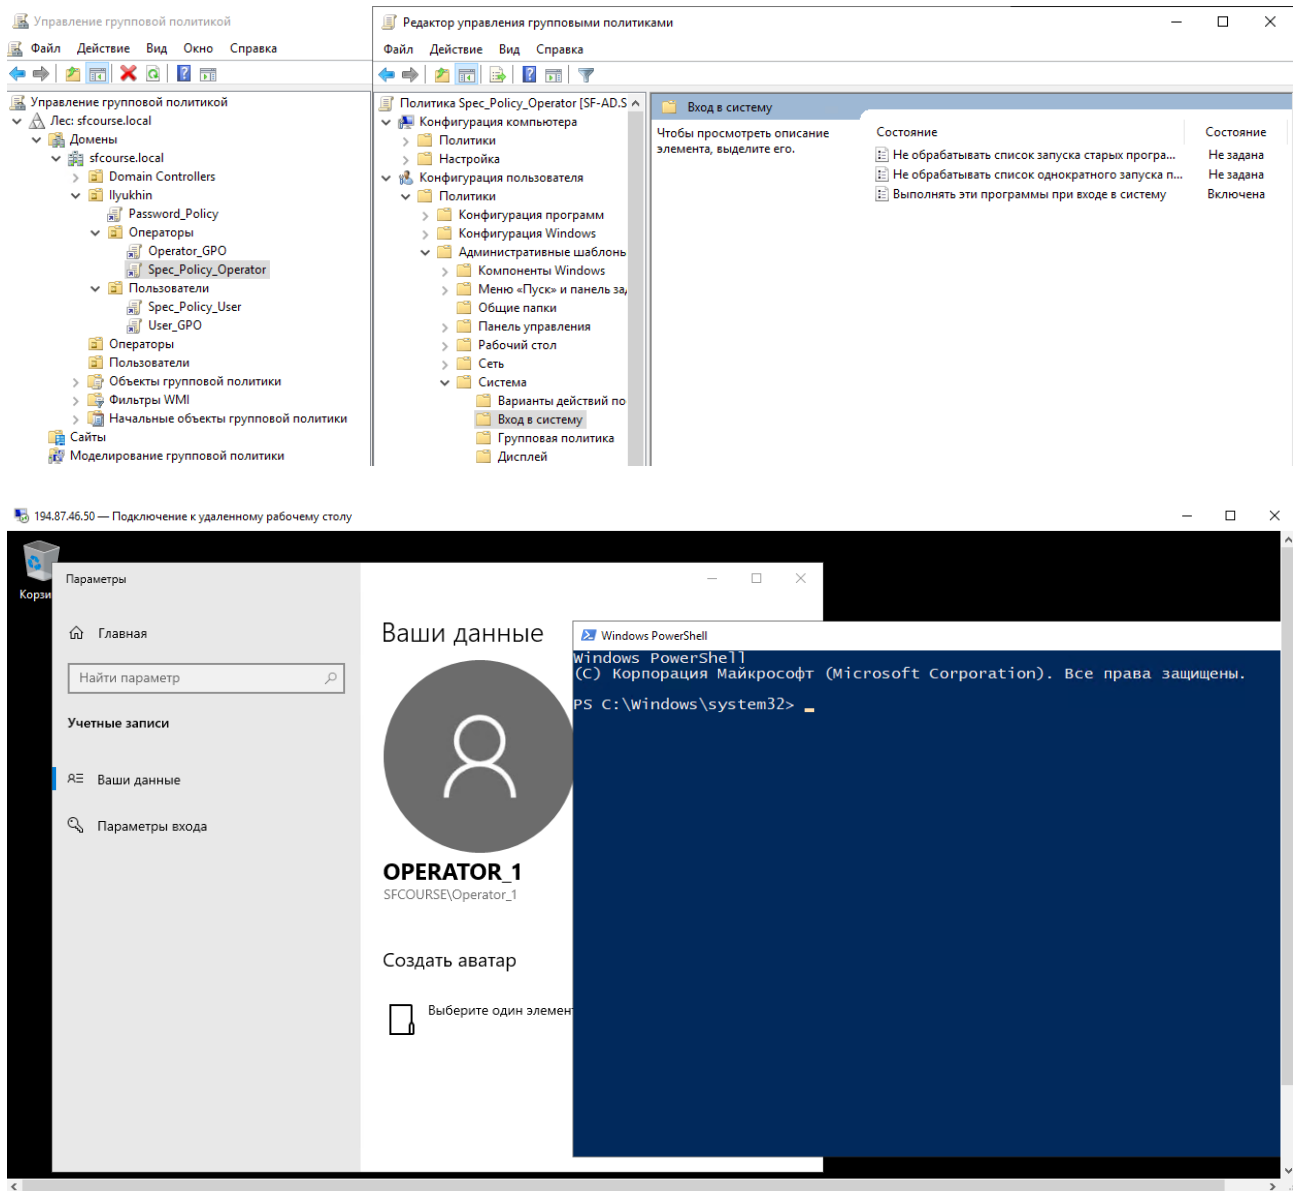 Управление групповой политикой
Файл Действие Вид Окно Справка
Управление групповой политикой
Лес: sfcourse.local
Домены
sfcourse.local
Domain Controllers
Ilyukhin
Password_Policy
Операторы
Operator_GPO
Spec_Policy_Operator
Пользователи
Spec_Policy_User
User_GPO
Операторы
Пользователи
Объекты групповой политики
Фильтры WMI
Начальные объекты групповой политики
Сайты
Моделирование групповой политики
Редактор управления групповыми политиками
Файл Действие Вид Справка
Политика Spec_Policy_Operator [SF-AD.S
Конфигурация компьютера
Политики
Настройка
Конфигурация пользователя
Политики
Конфигурация программ
Конфигурация Windows
Административные шаблонь
Компоненты Windows
Меню «Пуск» и панель за
Общие папки
Панель управления
Рабочий стол
Сеть
Система
Варианты действий по
Вход в систему
Групповая политика
Дисплей
Вход в систему
Чтобы просмотреть описание
элемента, выделите его.
Состояние Состояние
Не обрабатывать список запуска старых програ... Не задана
Не обрабатывать список однократного запуска п... Не задана
Выполнять эти программы при входе в систему Включена
194.87.46.50 — Подключение к удаленному рабочему столу
Корзи
Параметры
Главная
Найти параметр
Учетные записи
Ваши данные
Параметры входа
Ваши данные
OPERATOR_1
SFCOURSE\Operator_1
Создать аватар
Выберите один элемен
Windows PowerShell
Windows PowerShell
(C) Корпорация Майкрософт (Microsoft Corporation). Все права защищены.
PS C:\Windows\system32> _